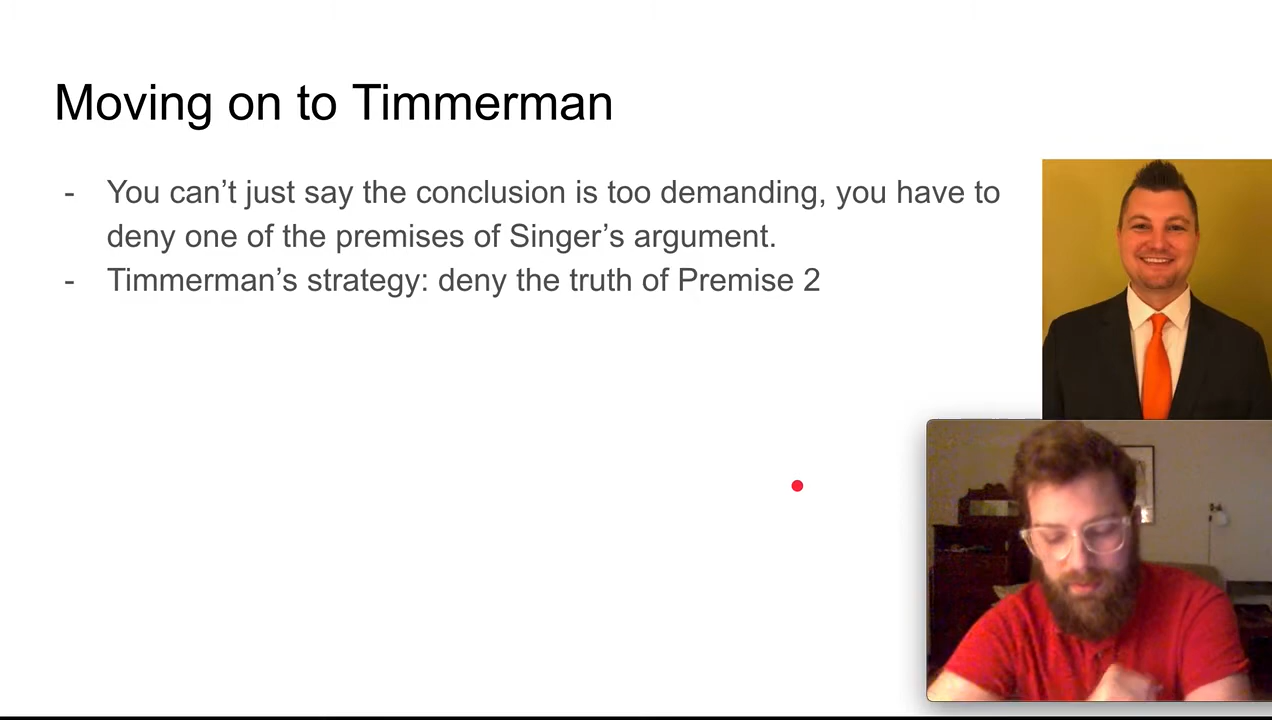 Moving on to Timmerman
- You can’t just say the conclusion is too demanding, you have to
deny one of the premises of Singer’s argument.
- Timmerman’s strategy: deny the truth of Premise 2